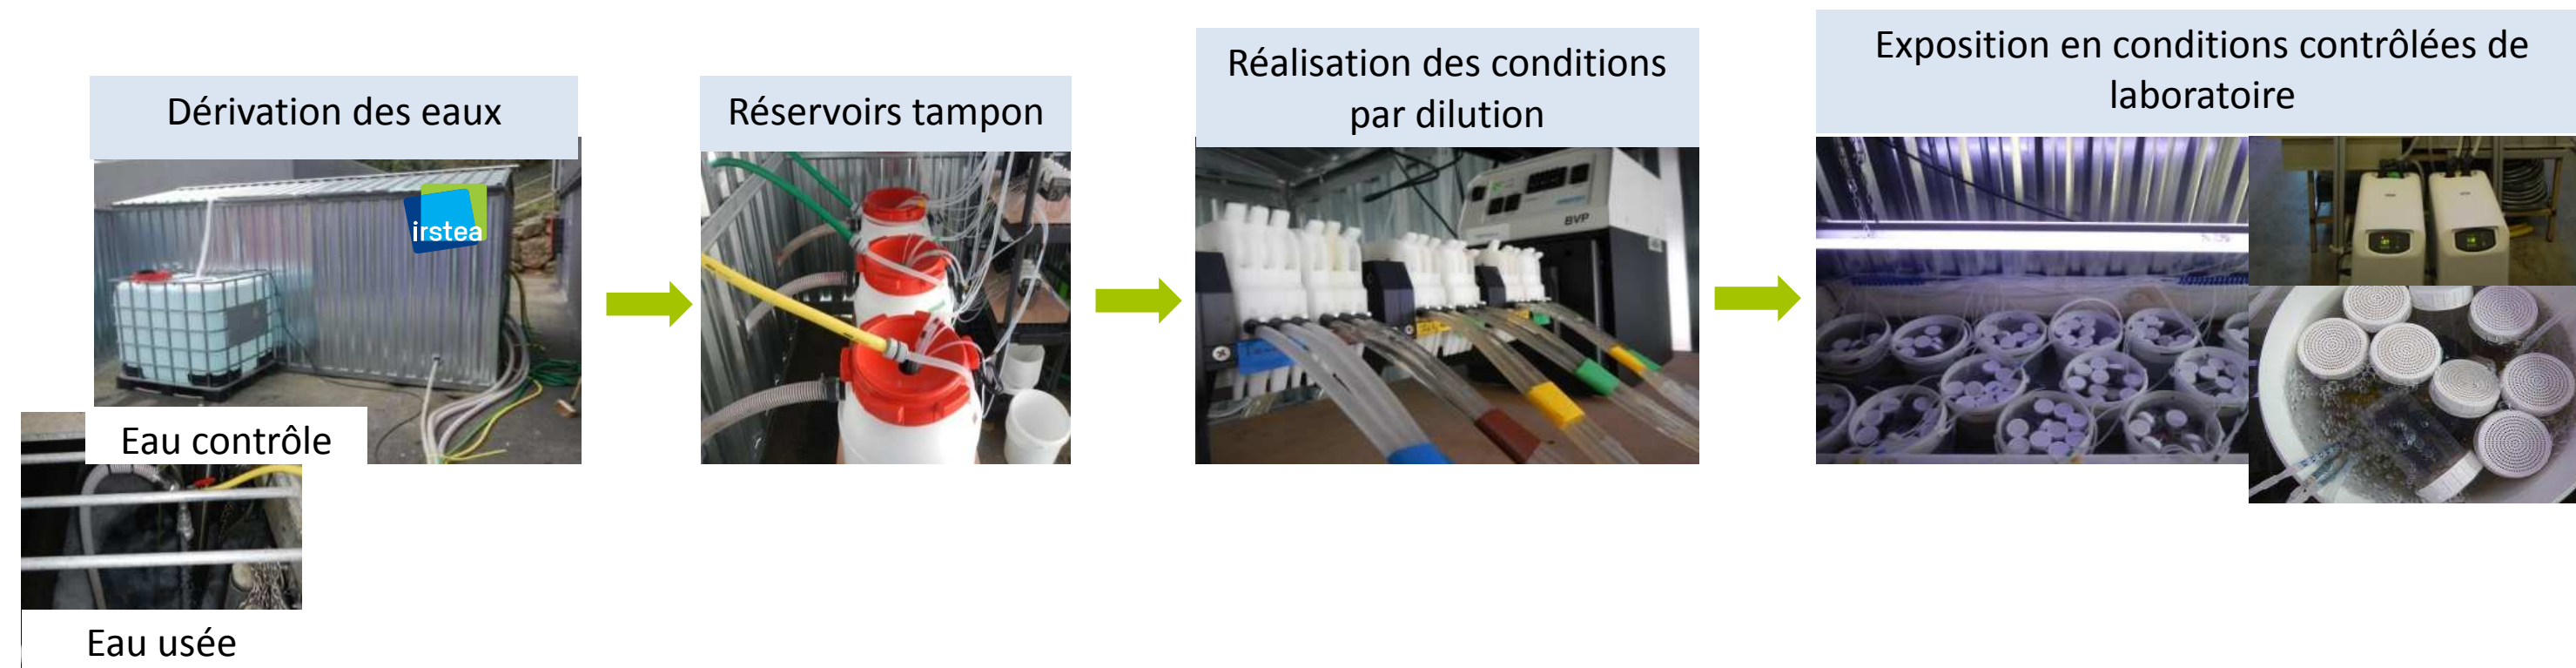 Dérivation des eaux
irstea
Eau contrôle
Eau usée
Réservoirs tampon
Réalisation des conditions
par dilution
BVP
Exposition en conditions contrôlées de
laboratoire